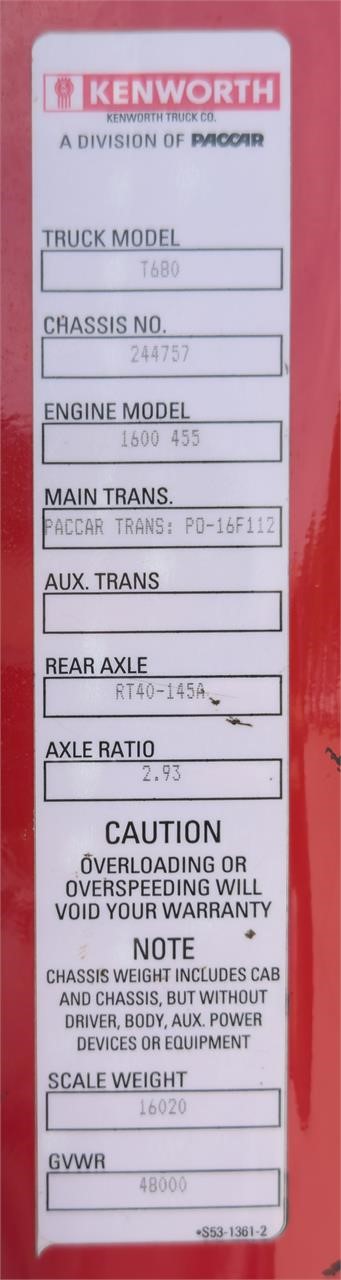 KENWORTH
KENWORTH TRUCK CO.
A DIVISION OF PACCAR
TRUCK MODEL
T680
CHASSIS NO.
244757
ENGINE MODEL
1600 455
MAIN TRANS.
PACCAR TRANS: PO-16F112
AUX. TRANS
REAR AXLE
RT40-145A
AXLE RATIO
2.93
CAUTION
OVERLOADING OR
OVERSPEEDING WILL
VOID YOUR WARRANTY
NOTE
CHASSIS WEIGHT INCLUDES CAB
AND CHASSIS, BUT WITHOUT
DRIVER, BODY, AUX. POWER
DEVICES OR EQUIPMENT
SCALE WEIGHT
16020
GVWR
48000
•S53-1361-2